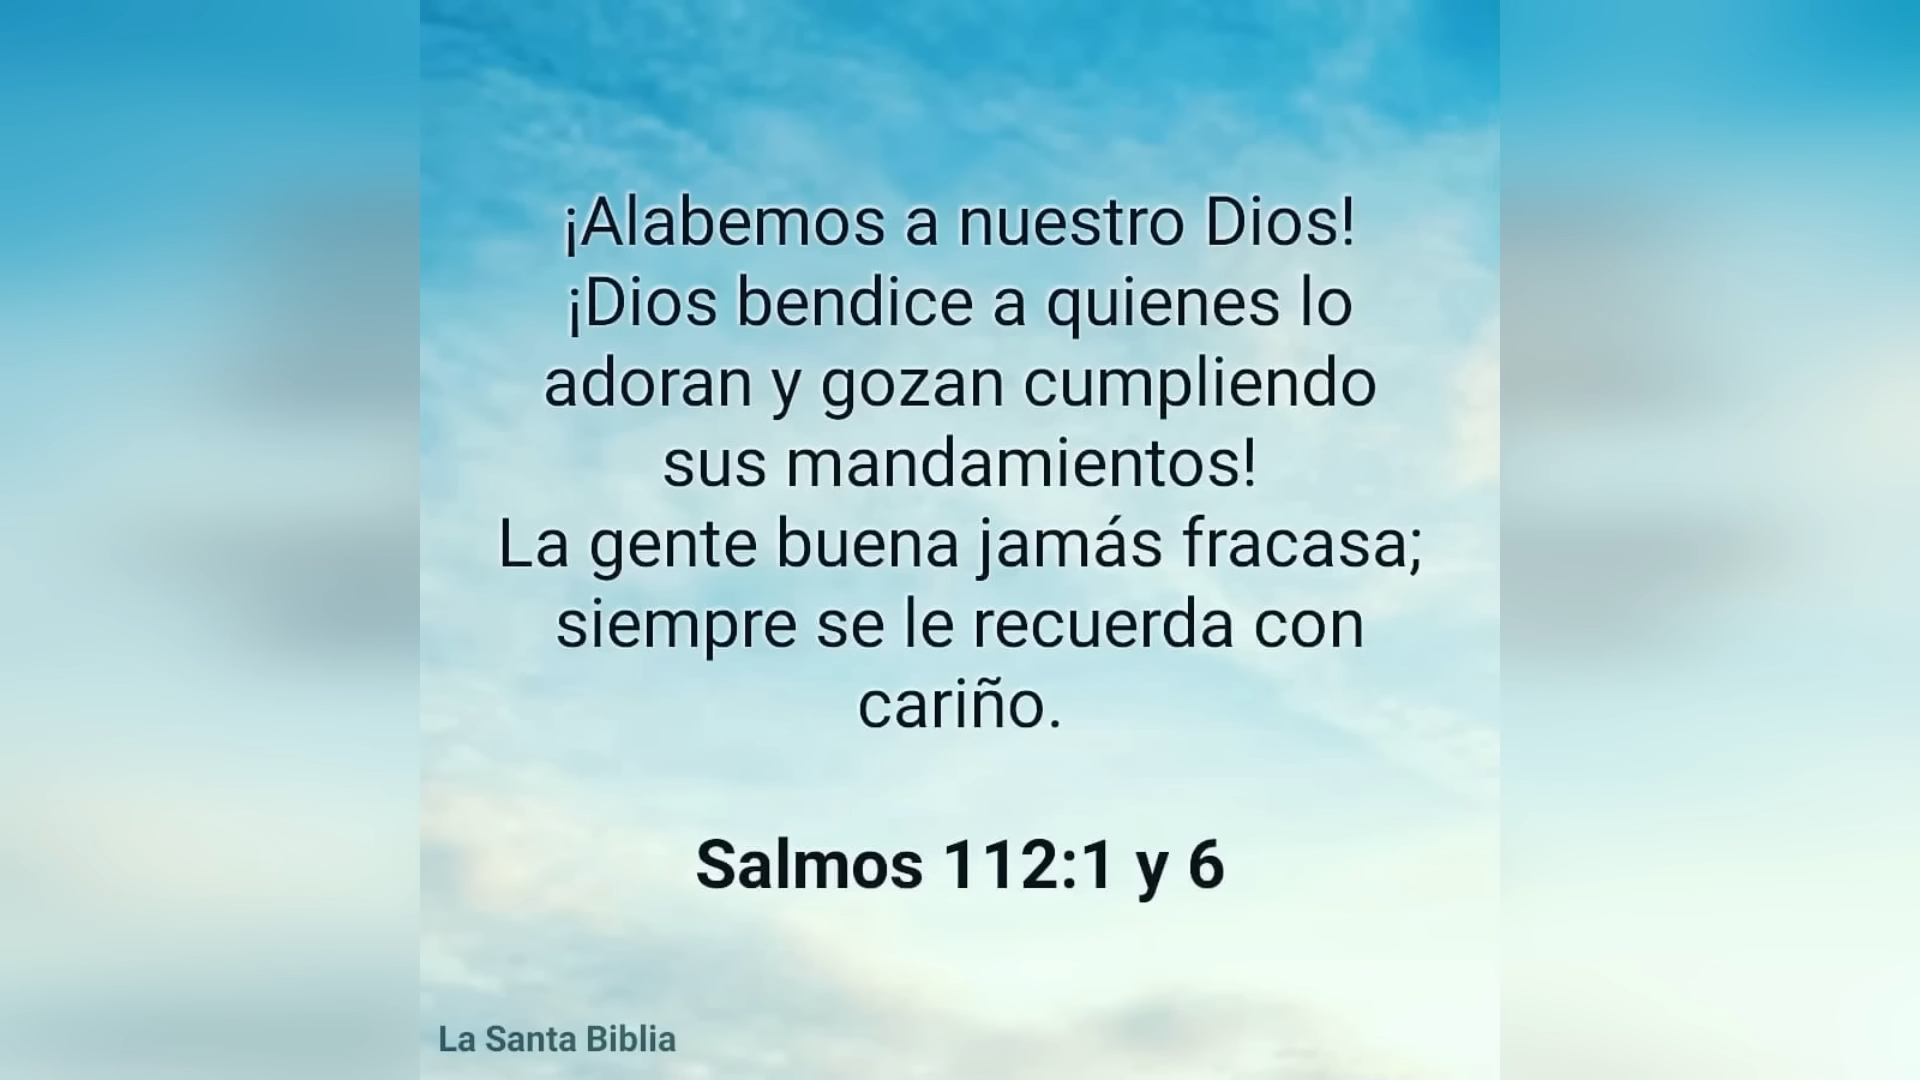 ¡Alabemos a nuestro Dios!
¡Dios bendice a quienes lo
adoran y gozan cumpliendo
sus mandamientos!
La gente buena jamás fracasa;
siempre se le recuerda con
cariño.
Salmos 112:1 y 6
La Santa Biblia